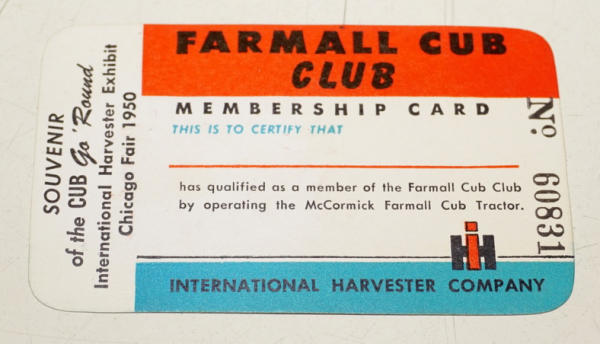 SOUVENIR
of the CUB Go 'Round
International Harvester Exhibit
Chicago Fair 1950
FARMALL CUB
CLUB
MEMBERSHIP CARD
THIS IS TO CERTIFY THAT
has qualified as a member of the Farmall Cub Club
by operating the McCormick Farmall Cub Tractor.
No. 60831
IH
INTERNATIONAL HARVESTER COMPANY